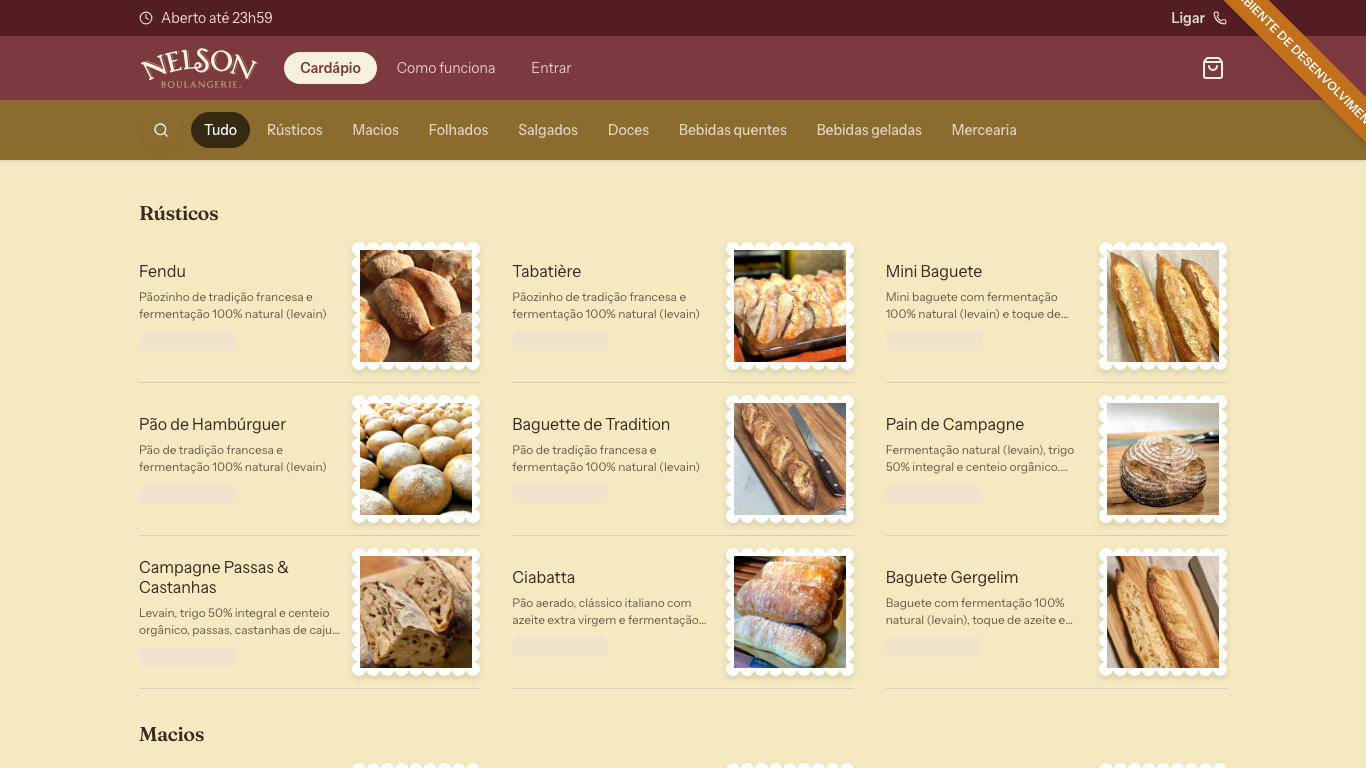 Aberto até 23h59
Ligar
NELSON
BOULANGERIE
Cardápio
Como funciona
Entrar
Tudo
Rústicos
Macios
Folhados
Salgados
Doces
Bebidas quentes
Bebidas geladas
Mercearia
Rústicos
Fendu
Pãozinho de tradição francesa e
fermentação 100% natural (levain)
Tabatière
Pãozinho de tradição francesa e
fermentação 100% natural (levain)
Mini Baguete
Mini baguete com fermentação
100% natural (levain) e toque de…
Pão de Hambúrguer
Pão de tradição francesa e
fermentação 100% natural (levain)
Baguette de Tradition
Pão de tradição francesa e
fermentação 100% natural (levain)
Pain de Campagne
Fermentação natural (levain), trigo
50% integral e centeio orgânico.…
Campagne Passas &
Castanhas
Levain, trigo 50% integral e centeio
orgânico, passas, castanhas de caju…
Ciabatta
Pão aerado, clássico italiano com
azeite extra virgem e fermentação…
Baguete Gergelim
Baguete com fermentação 100%
natural (levain), toque de azeite e…
Macios